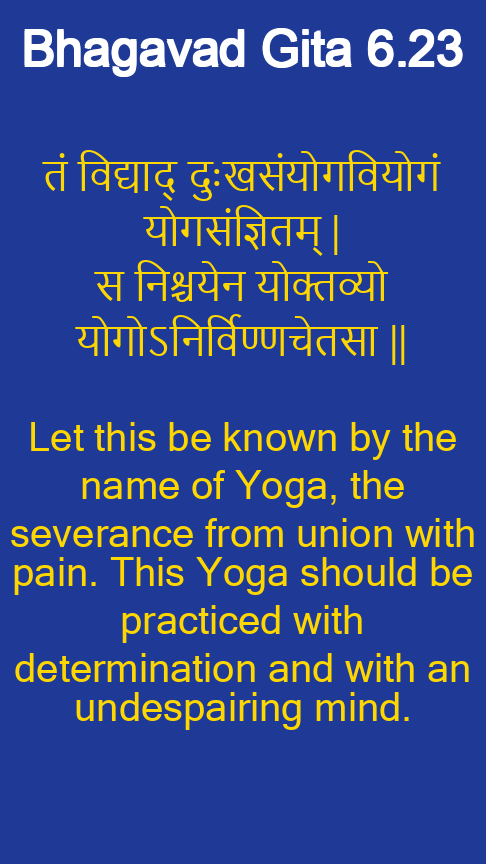 Bhagavad Gita 6.23
तं विद्याद् दुःखसंयोगवियोगं
योगसंज्ञितम् |
स निश्चयेन योक्तव्यो
योगोऽनिर्विण्णचेतसा ||
Let this be known by the
name of Yoga, the
severance from union with
pain. This Yoga should be
practiced with
determination and with an
undespairing mind.